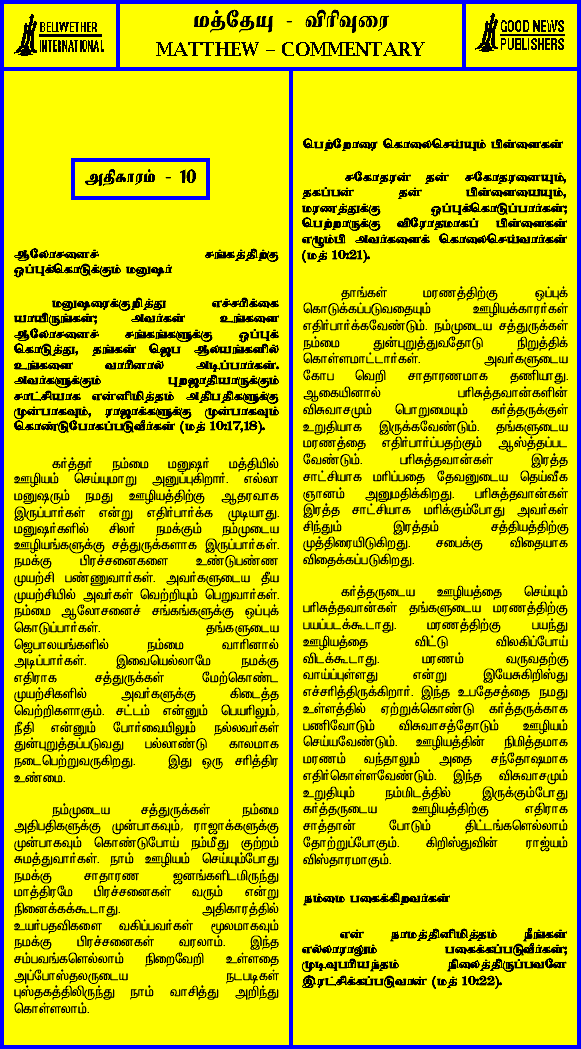 BELLWETHER
INTERNATIONAL
மத்தேயு - விரிவுரை
MATTHEW – COMMENTARY
GOOD NEWS
PUBLISHERS
அதிகாரம் - 10
ஆலோசனைச் சங்கத்திற்கு
ஒப்புக்கொடுக்கும் மனுஷர்
மனுஷரைக்குறித்து எச்சரிக்கை
யாயிருங்கள்; அவர்கள் உங்களை
ஆலோசனைச் சங்கங்களுக்கு ஒப்புக்
கொடுத்து, தங்கள் ஜெப ஆலயங்களில்
உங்களை வாரினால் அடிப்பார்கள்.
அவர்களுக்கும் புறஜாதியாருக்கும்
சாட்சியாக என்னிமித்தம் அதிபதிகளுக்கு
முன்பாகவும், ராஜாக்களுக்கு முன்பாகவும்
கொண்டுபோகப்படுவீர்கள் (மத் 10:17,18).
கர்த்தர் நம்மை மனுஷர் மத்தியில்
ஊழியம் செய்யுமாறு அனுப்புகிறார். எல்லா
மனுஷரும் நமது ஊழியத்திற்கு ஆதரவாக
இருப்பார்கள் என்று எதிர்பார்க்க முடியாது.
மனுஷர்களில் சிலர் நமக்கும் நம்முடைய
ஊழியங்களுக்கு சத்துருக்களாக இருப்பார்கள்.
நமக்கு பிரச்சனைகளை உண்டுபண்ண
முயற்சி பண்ணுவார்கள். அவர்களுடைய தீய
முயற்சியில் அவர்கள் வெற்றியும் பெறுவார்கள்.
நம்மை ஆலோசனைச் சங்கங்களுக்கு ஒப்புக்
கொடுப்பார்கள். தங்களுடைய
ஜெபாலயங்களில் நம்மை வாரினால்
அடிப்பார்கள். இவையெல்லாமே நமக்கு
எதிராக சத்துருக்கள் மேற்கொண்ட
முயற்சிகளில் அவர்களுக்கு கிடைத்த
வெற்றிகளாகும். சட்டம் என்னும் பெயரிலும்,
நீதி என்னும் போர்வையிலும் நல்லவர்கள்
துன்புறுத்தப்படுவது பல்லாண்டு காலமாக
நடைபெற்றுவருகிறது. இது ஒரு சரித்திர
உண்மை.
நம்முடைய சத்துருக்கள் நம்மை
அதிபதிகளுக்கு முன்பாகவும், ராஜாக்களுக்கு
முன்பாகவும் கொண்டுபோய் நம்மீது குற்றம்
சுமத்துவார்கள். நாம் ஊழியம் செய்யும்போது
நமக்கு சாதாரண ஜனங்களிடமிருந்து
மாத்திரமே பிரச்சனைகள் வரும் என்று
நினைக்கக்கூடாது. அதிகாரத்தில்
உயர்பதவிகளை வகிப்பவர்கள் மூலமாகவும்
நமக்கு பிரச்சனைகள் வரலாம். இந்த
சம்பவங்களெல்லாம் நிறைவேறி உள்ளதை
அப்போஸ்தலருடைய நடபடிகள்
புஸ்தகத்திலிருந்து நாம் வாசித்து அறிந்து
கொள்ளலாம்.
பெற்றோரை கொலைசெய்யும் பிள்ளைகள்
சகோதரன் தன் சகோதரனையும்,
தகப்பன் தன் பிள்ளையையும்,
மரணத்துக்கு ஒப்புக்கொடுப்பார்கள்;
பெற்றாருக்கு விரோதமாகப் பிள்ளைகள்
எழும்பி அவர்களைக் கொலைசெய்வார்கள்
(மத் 10:21).
தாங்கள் மரணத்திற்கு ஒப்புக்
கொடுக்கப்படுவதையும் ஊழியக்காரர்கள்
எதிர்பார்க்கவேண்டும். நம்முடைய சத்துருக்கள்
நம்மை துன்புறுத்துவதோடு நிறுத்திக்
கொள்ளமாட்டார்கள். அவர்களுடைய
கோப வெறி சாதாரணமாக தணியாது.
ஆகையினால் பரிசுத்தவான்களின்
விசுவாசமும் பொறுமையும் கர்த்தருக்குள்
உறுதியாக இருக்கவேண்டும். தங்களுடைய
மரணத்தை எதிர்பார்ப்பதற்கும் ஆயத்தப்பட
வேண்டும். பரிசுத்தவான்கள் இரத்த
சாட்சியாக மரிப்பதை தேவனுடைய தெய்வீக
ஞானம் அனுமதிக்கிறது. பரிசுத்தவான்கள்
இரத்த சாட்சியாக மரிக்கும்போது அவர்கள்
சிந்தும் இரத்தம் சத்தியத்திற்கு
முத்திரையிடுகிறது. சபைக்கு விதையாக
விதைக்கப்படுகிறது.
கர்த்தருடைய ஊழியத்தை செய்யும்
பரிசுத்தவான்கள் தங்களுடைய மரணத்திற்கு
பயப்படக்கூடாது. மரணத்திற்கு பயந்து
ஊழியத்தை விட்டு விலகிப்போய்
விடக்கூடாது. மரணம் வருவதற்கு
வாய்ப்புள்ளது என்று இயேசுகிறிஸ்து
எச்சரித்திருக்கிறார். இந்த உபதேசத்தை நமது
உள்ளத்தில் ஏற்றுக்கொண்டு கர்த்தருக்காக
பணிவோடும் விசுவாசத்தோடும் ஊழியம்
செய்யவேண்டும். ஊழியத்தின் நிமித்தமாக
மரணம் வந்தாலும் அதை சந்தோஷமாக
எதிர்கொள்ளவேண்டும். இந்த விசுவாசமும்
உறுதியும் நம்மிடத்தில் இருக்கும்போது
கர்த்தருடைய ஊழியத்திற்கு எதிராக
சாத்தான் போடும் திட்டங்களெல்லாம்
தோற்றுப்போகும். கிறிஸ்துவின் ராஜ்யம்
விஸ்தாரமாகும்.
நம்மை பகைக்கிறவர்கள்
என் நாமத்தினிமித்தம் நீங்கள்
எல்லாராலும் பகைக்கப்படுவீர்கள்;
முடிவுபரியந்தம் நிலைத்திருப்பவனே
இரட்சிக்கப்படுவான் (மத் 10:22).